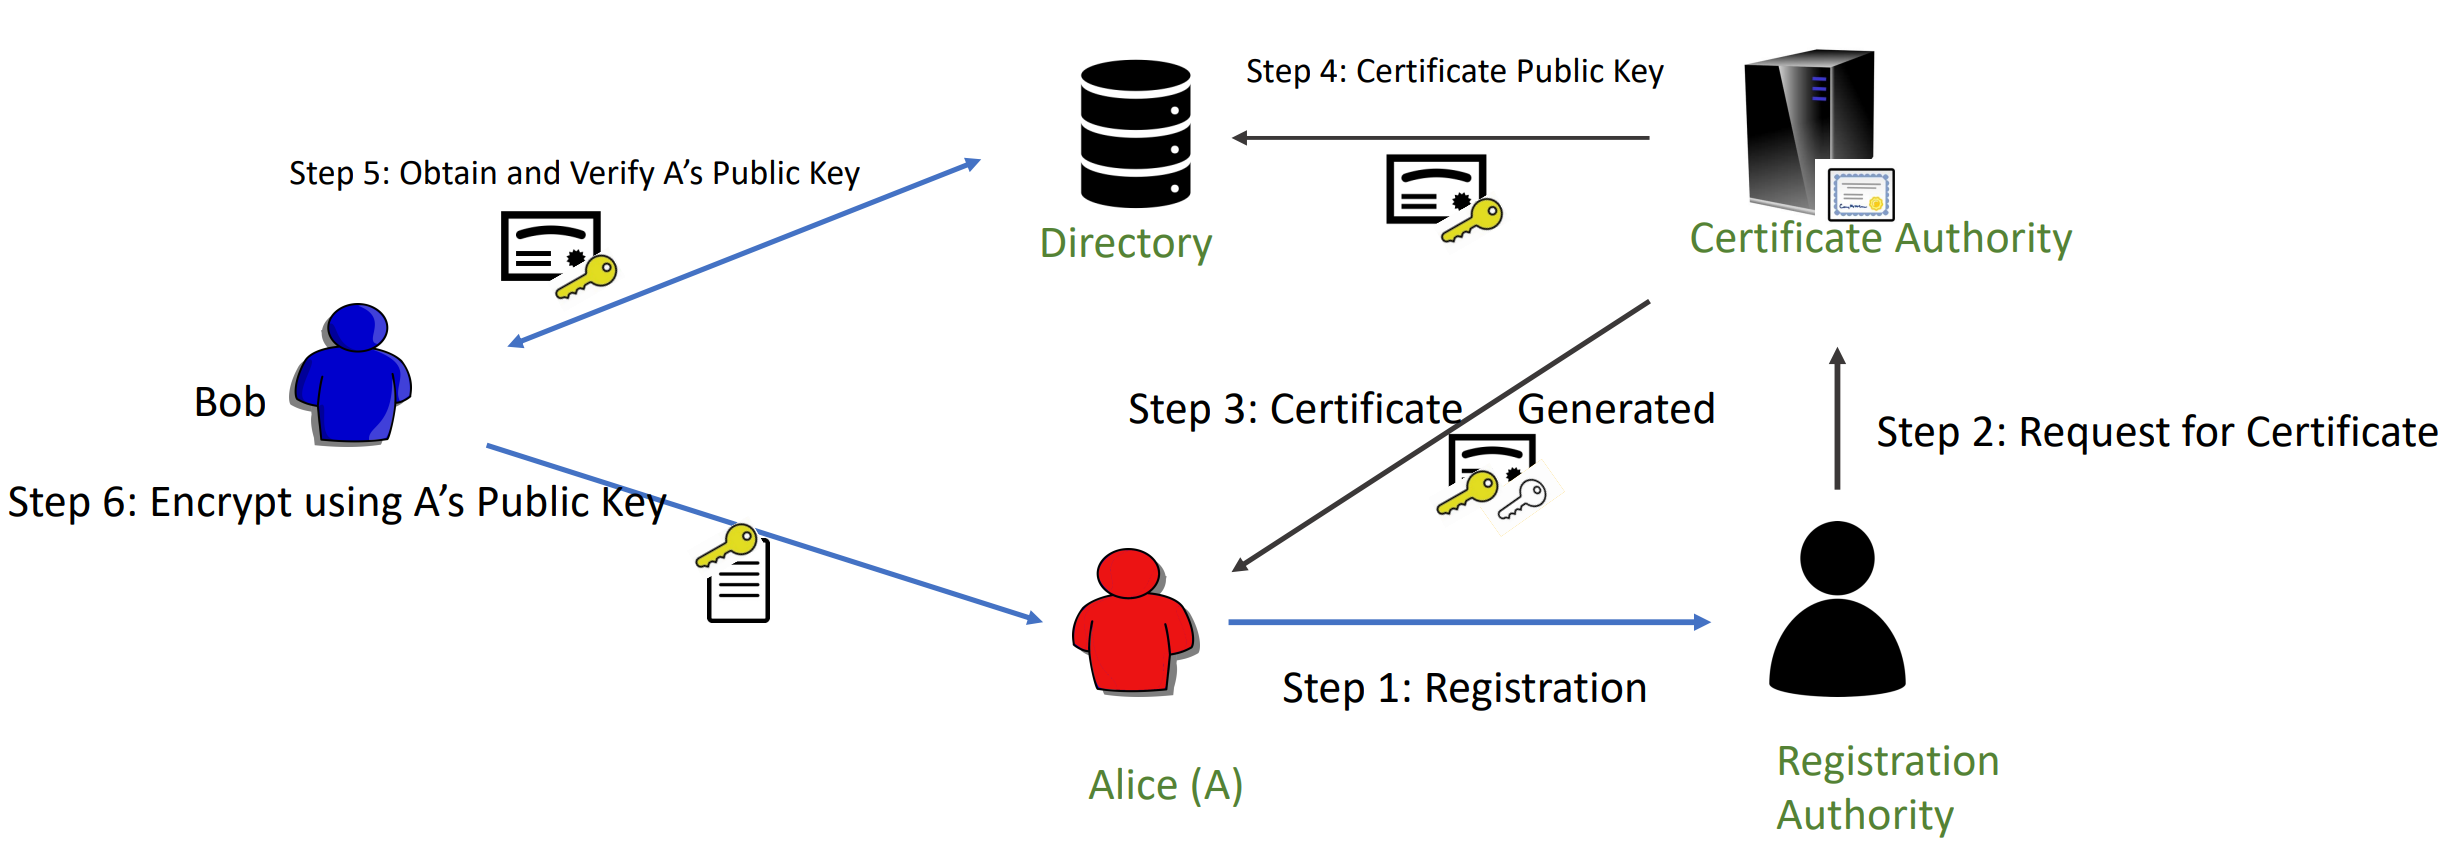 Step 4: Certificate Public Key
Step 5: Obtain and Verify A's Public Key
Directory
Certificate Authority
Bob
Step 3: Certificate Generated
Step 2: Request for Certificate
Step 6: Encrypt using A's Public Key
Step 1: Registration
Alice (A)
Registration
Authority